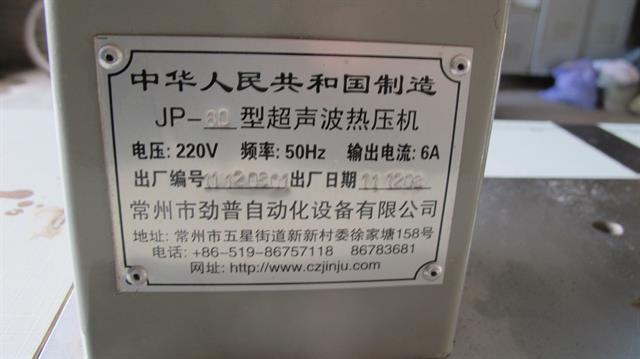 中华人民共和国制造
JP-80型超声波热压机
电压: 220V 频率: 50Hz 输出电流: 6A
出厂编号 出厂日期
常州市劲普自动化设备有限公司
地址: 常州市五星街道新新村委徐家塘158号
电话: +86-519-86757118 86783681
网址: http://www.czjinju.com